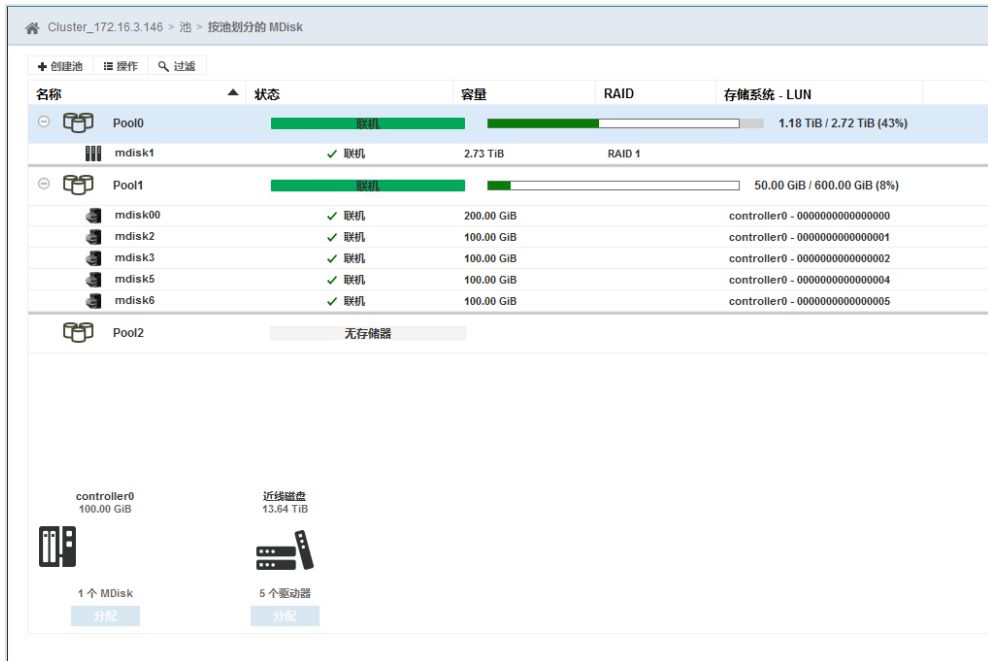 Cluster_172.16.3.146 > 池 > 按池划分的 MDisk
创建池 操作 过滤
名称 状态 容量 RAID 存储系统 - LUN
Pool0 联机 1.18 TiB / 2.72 TiB (43%)
mdisk1 联机 2.73 TiB RAID 1
Pool1 联机 50.00 GiB / 600.00 GiB (8%)
mdisk00 联机 200.00 GiB controller0 - 0000000000000000
mdisk2 联机 100.00 GiB controller0 - 0000000000000001
mdisk3 联机 100.00 GiB controller0 - 0000000000000002
mdisk5 联机 100.00 GiB controller0 - 0000000000000004
mdisk6 联机 100.00 GiB controller0 - 0000000000000005
Pool2 无存储器
controller0 近线磁盘
100.00 GiB 13.64 TiB
1 个 MDisk 5 个驱动器
分配 分配